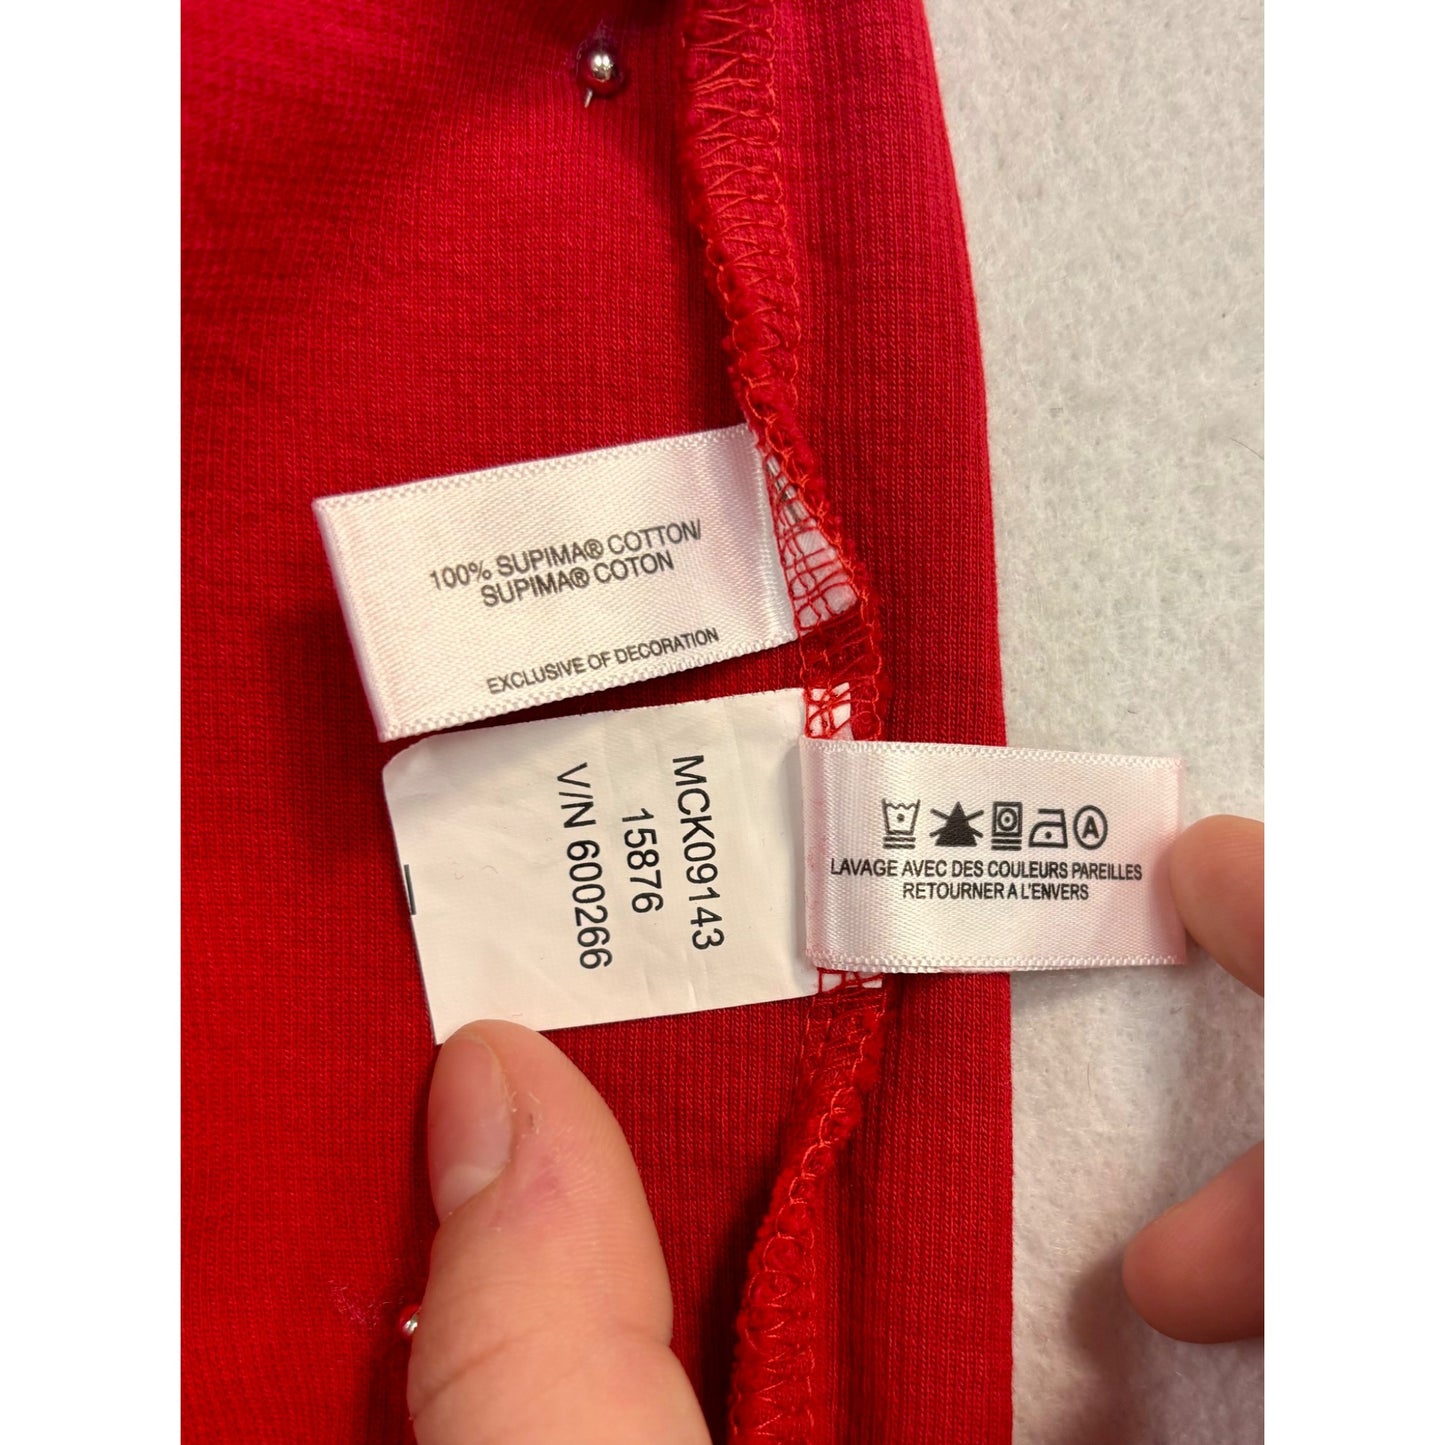 100% SUPIMA® COTTON/
SUPIMA® COTON
EXCLUSIVE OF DECORATION
MCK09143
15876
V/N 600266
A
LAVAGE AVEC DES COULEURS PAREILLES
RETOURNER A L'ENVERS